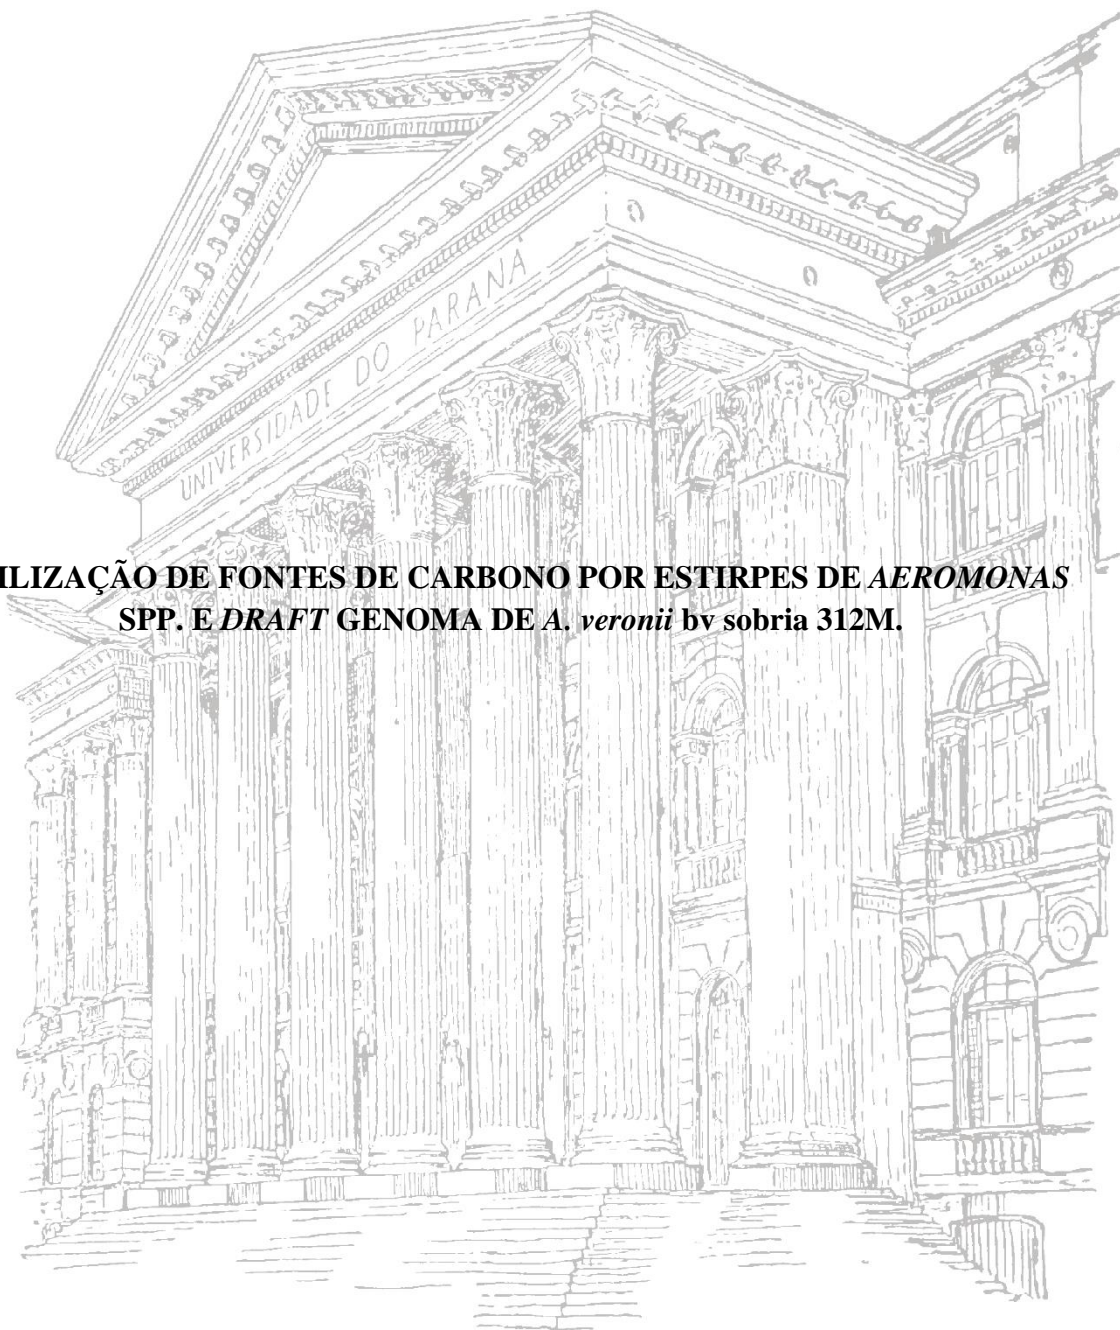 UNIVERSIDADE DO PARANÁ
ILIZAÇÃO DE FONTES DE CARBONO POR ESTIRPES DE AEROMONAS
SPP. E DRAFT GENOMA DE A. veronii bv sobria 312M.